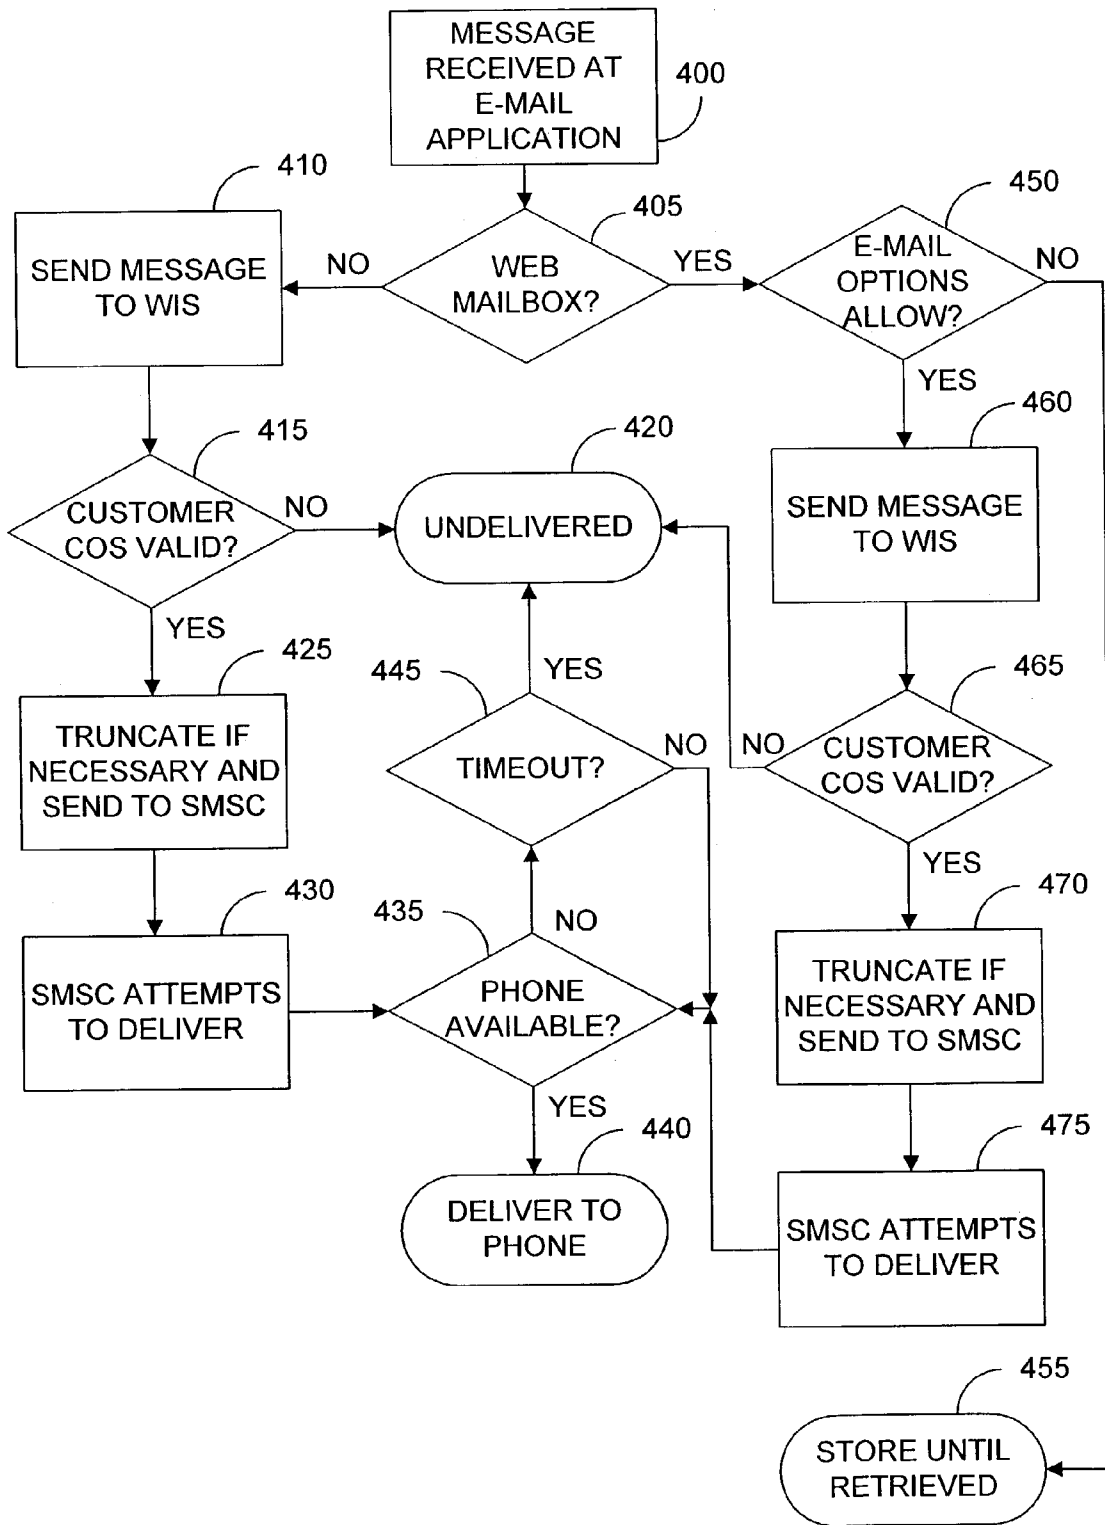 MESSAGE
RECEIVED AT
E-MAIL
APPLICATION
400
410
SEND MESSAGE
TO WIS
NO
405
WEB
MAILBOX?
YES
450
E-MAIL
OPTIONS
ALLOW?
NO
YES
415
CUSTOMER
COS VALID?
NO
YES
420
UNDELIVERED
460
SEND MESSAGE
TO WIS
425
TRUNCATE IF
NECESSARY AND
SEND TO SMSC
445
YES
TIMEOUT?
NO
465
NO
CUSTOMER
COS VALID?
YES
430
SMSC ATTEMPTS
TO DELIVER
435
NO
PHONE
AVAILABLE?
YES
470
TRUNCATE IF
NECESSARY AND
SEND TO SMSC
440
DELIVER TO
PHONE
475
SMSC ATTEMPTS
TO DELIVER
455
STORE UNTIL
RETRIEVED